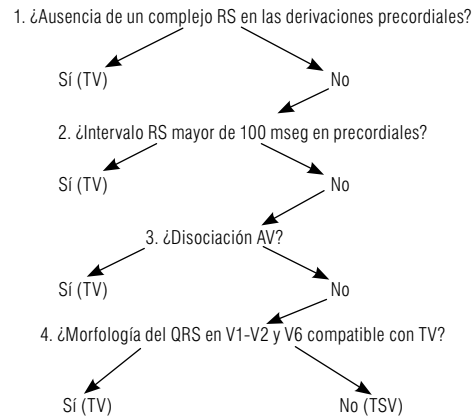 1. ¿Ausencia de un complejo RS en las derivaciones precordiales?
Sí (TV) No
2. ¿Intervalo RS mayor de 100 mseg en precordiales?
Sí (TV) No
3. ¿Disociación AV?
Sí (TV) No
4. ¿Morfología del QRS en V1-V2 y V6 compatible con TV?
Sí (TV) No (TSV)